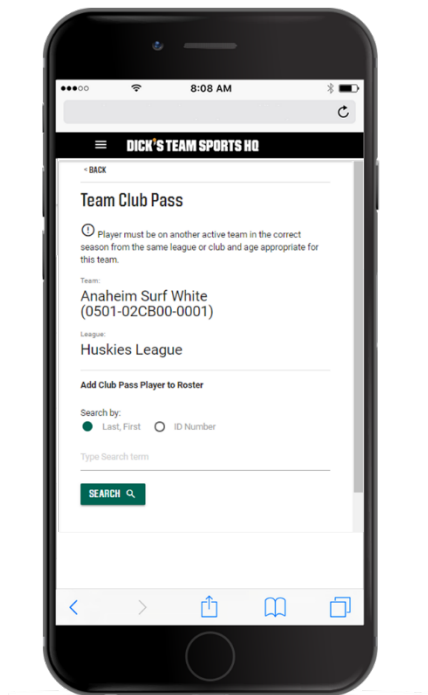 8:08 AM
DICK'S TEAM SPORTS HQ
< BACK
Team Club Pass
Player must be on another active team in the correct
season from the same league or club and age appropriate for
this team.
Team:
Anaheim Surf White
(0501-02CB00-0001)
League:
Huskies League
Add Club Pass Player to Roster
Search by:
Last, First ID Number
Type Search term
SEARCH